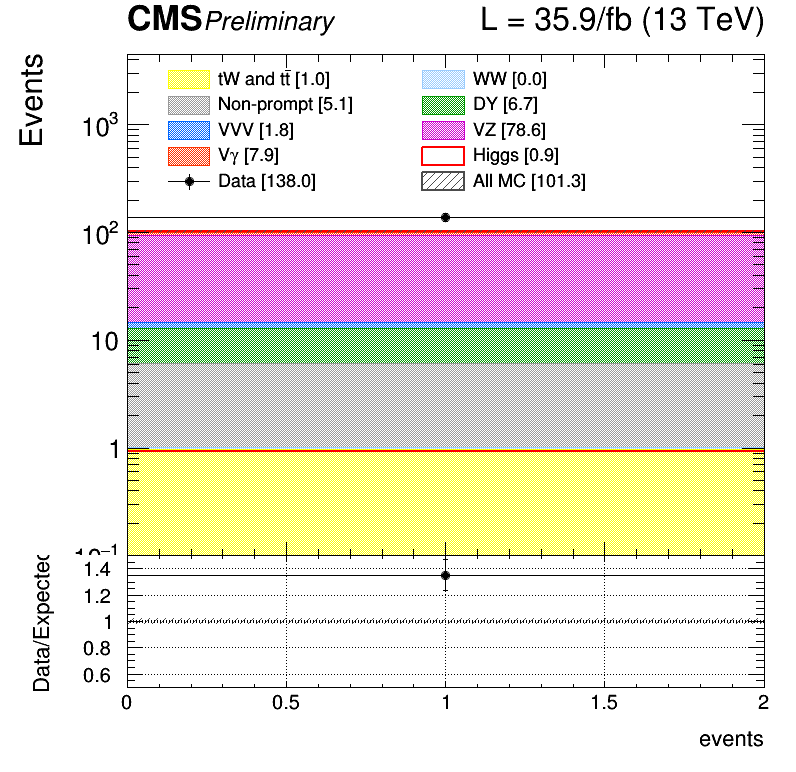 CMS Preliminary L = 35.9/fb (13 TeV)
Events
tW and tt̄ [1.0] WW [0.0]
Non-prompt [5.1] DY [6.7]
VVV [1.8] VZ [78.6]
Vγ [7.9] Higgs [0.9]
Data [138.0] All MC [101.3]
10³
10²
10
1
Data/Expected
1.4
1.2
1
0.8
0.6
0 0.5 1 1.5 2
events